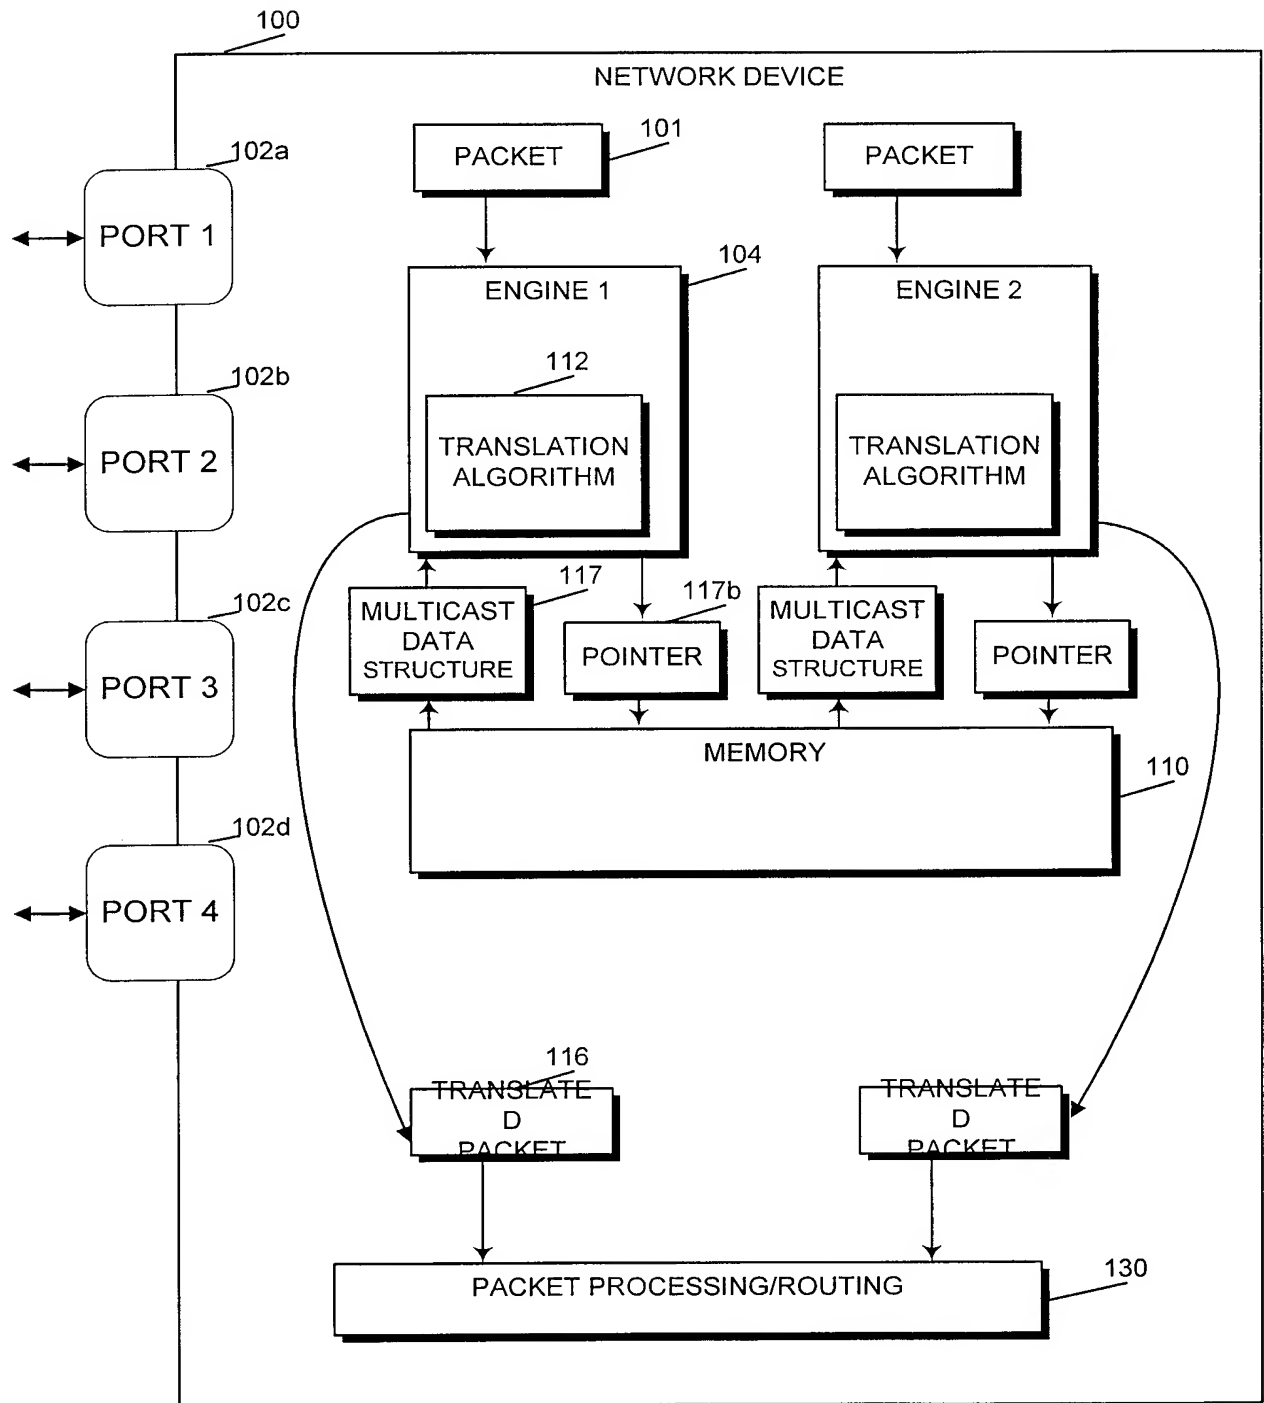 100
NETWORK DEVICE
102a
PORT 1
101
PACKET
PACKET
104
ENGINE 1
ENGINE 2
102b
PORT 2
112
TRANSLATION
ALGORITHM
TRANSLATION
ALGORITHM
102c
PORT 3
117
MULTICAST
DATA
STRUCTURE
117b
POINTER
MULTICAST
DATA
STRUCTURE
POINTER
MEMORY
110
102d
PORT 4
116
TRANSLATE
D
PACKET
TRANSLATE
D
PACKET
PACKET PROCESSING/ROUTING
130